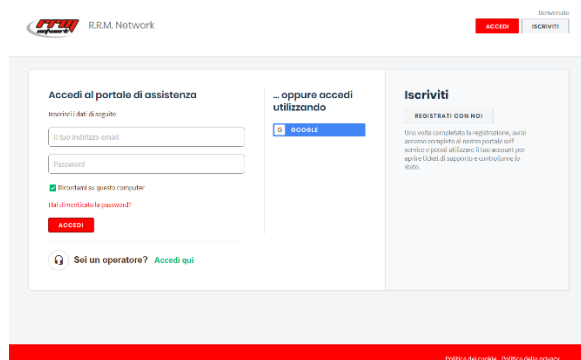 Benvenuto
rrm
network
R.R.M. Network
ACCEDI
ISCRIVITI
Accedi al portale di assistenza
Inserisci i dati di seguito
Il tuo indirizzo email
Password
Ricordami su questo computer
Hai dimenticato la password?
ACCEDI
Sei un operatore? Accedi qui
... oppure accedi
utilizzando
G GOOGLE
Iscriviti
REGISTRATI CON NOI
Una volta completata la registrazione, avrai
accesso completo al nostro portale self
service e potrai utilizzare il tuo account per
aprire ticket di supporto e controllarne lo
stato.
Politica dei cookie Politica della privacy